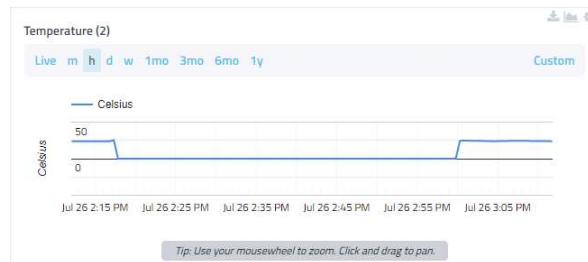 Temperature (2)
Live m h d w 1mo 3mo 6mo 1y Custom
Celsius
50
Celsius
0
Jul 26 2:15 PM Jul 26 2:25 PM Jul 26 2:35 PM Jul 26 2:45 PM Jul 26 2:55 PM Jul 26 3:05 PM
Tip: Use your mousewheel to zoom. Click and drag to pan.